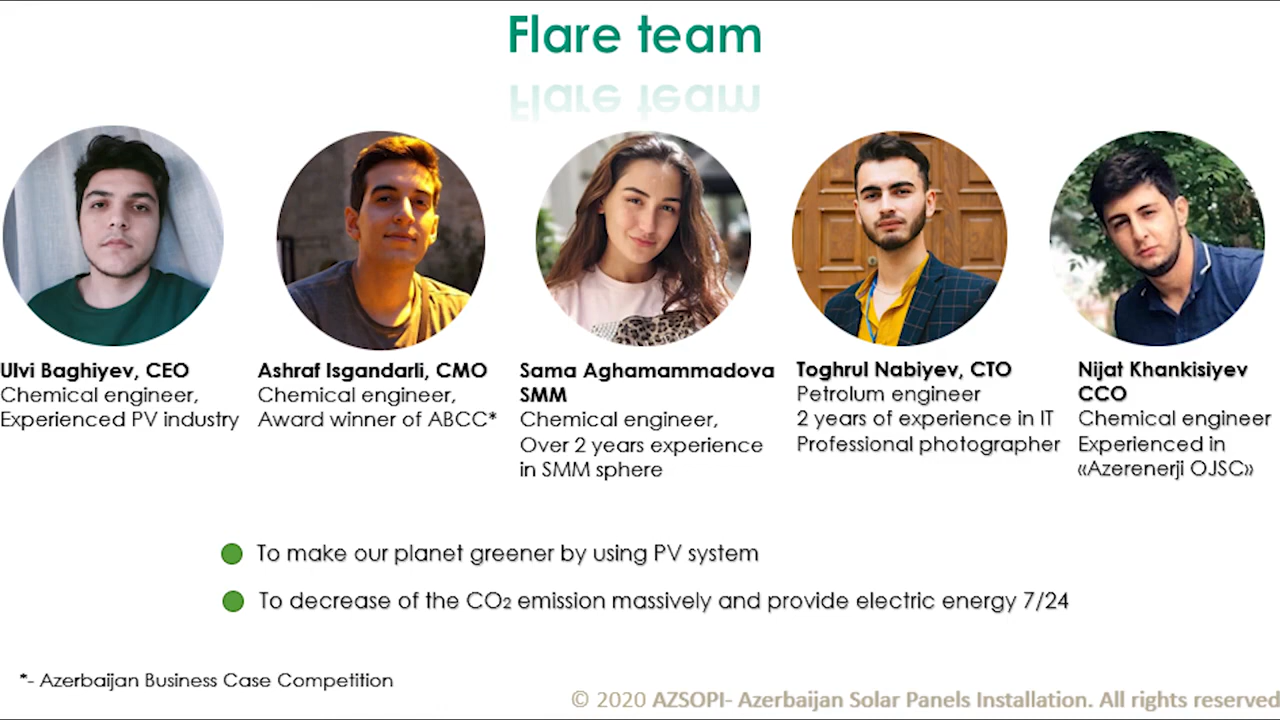 Flare team
Ulvi Baghiyev, CEO
Chemical engineer,
Experienced PV industry
Ashraf Isgandarli, CMO
Chemical engineer,
Award winner of ABCC*
Sama Aghamammadova
SMM
Chemical engineer,
Over 2 years experience
in SMM sphere
Toghrul Nabiyev, CTO
Petrolum engineer
2 years of experience in IT
Professional photographer
Nijat Khankisiyev
CCO
Chemical engineer
Experienced in
«Azerenerji OJSC»
To make our planet greener by using PV system
To decrease of the CO₂ emission massively and provide electric energy 7/24
*- Azerbaijan Business Case Competition
© 2020 AZSOPI- Azerbaijan Solar Panels Installation. All rights reserved